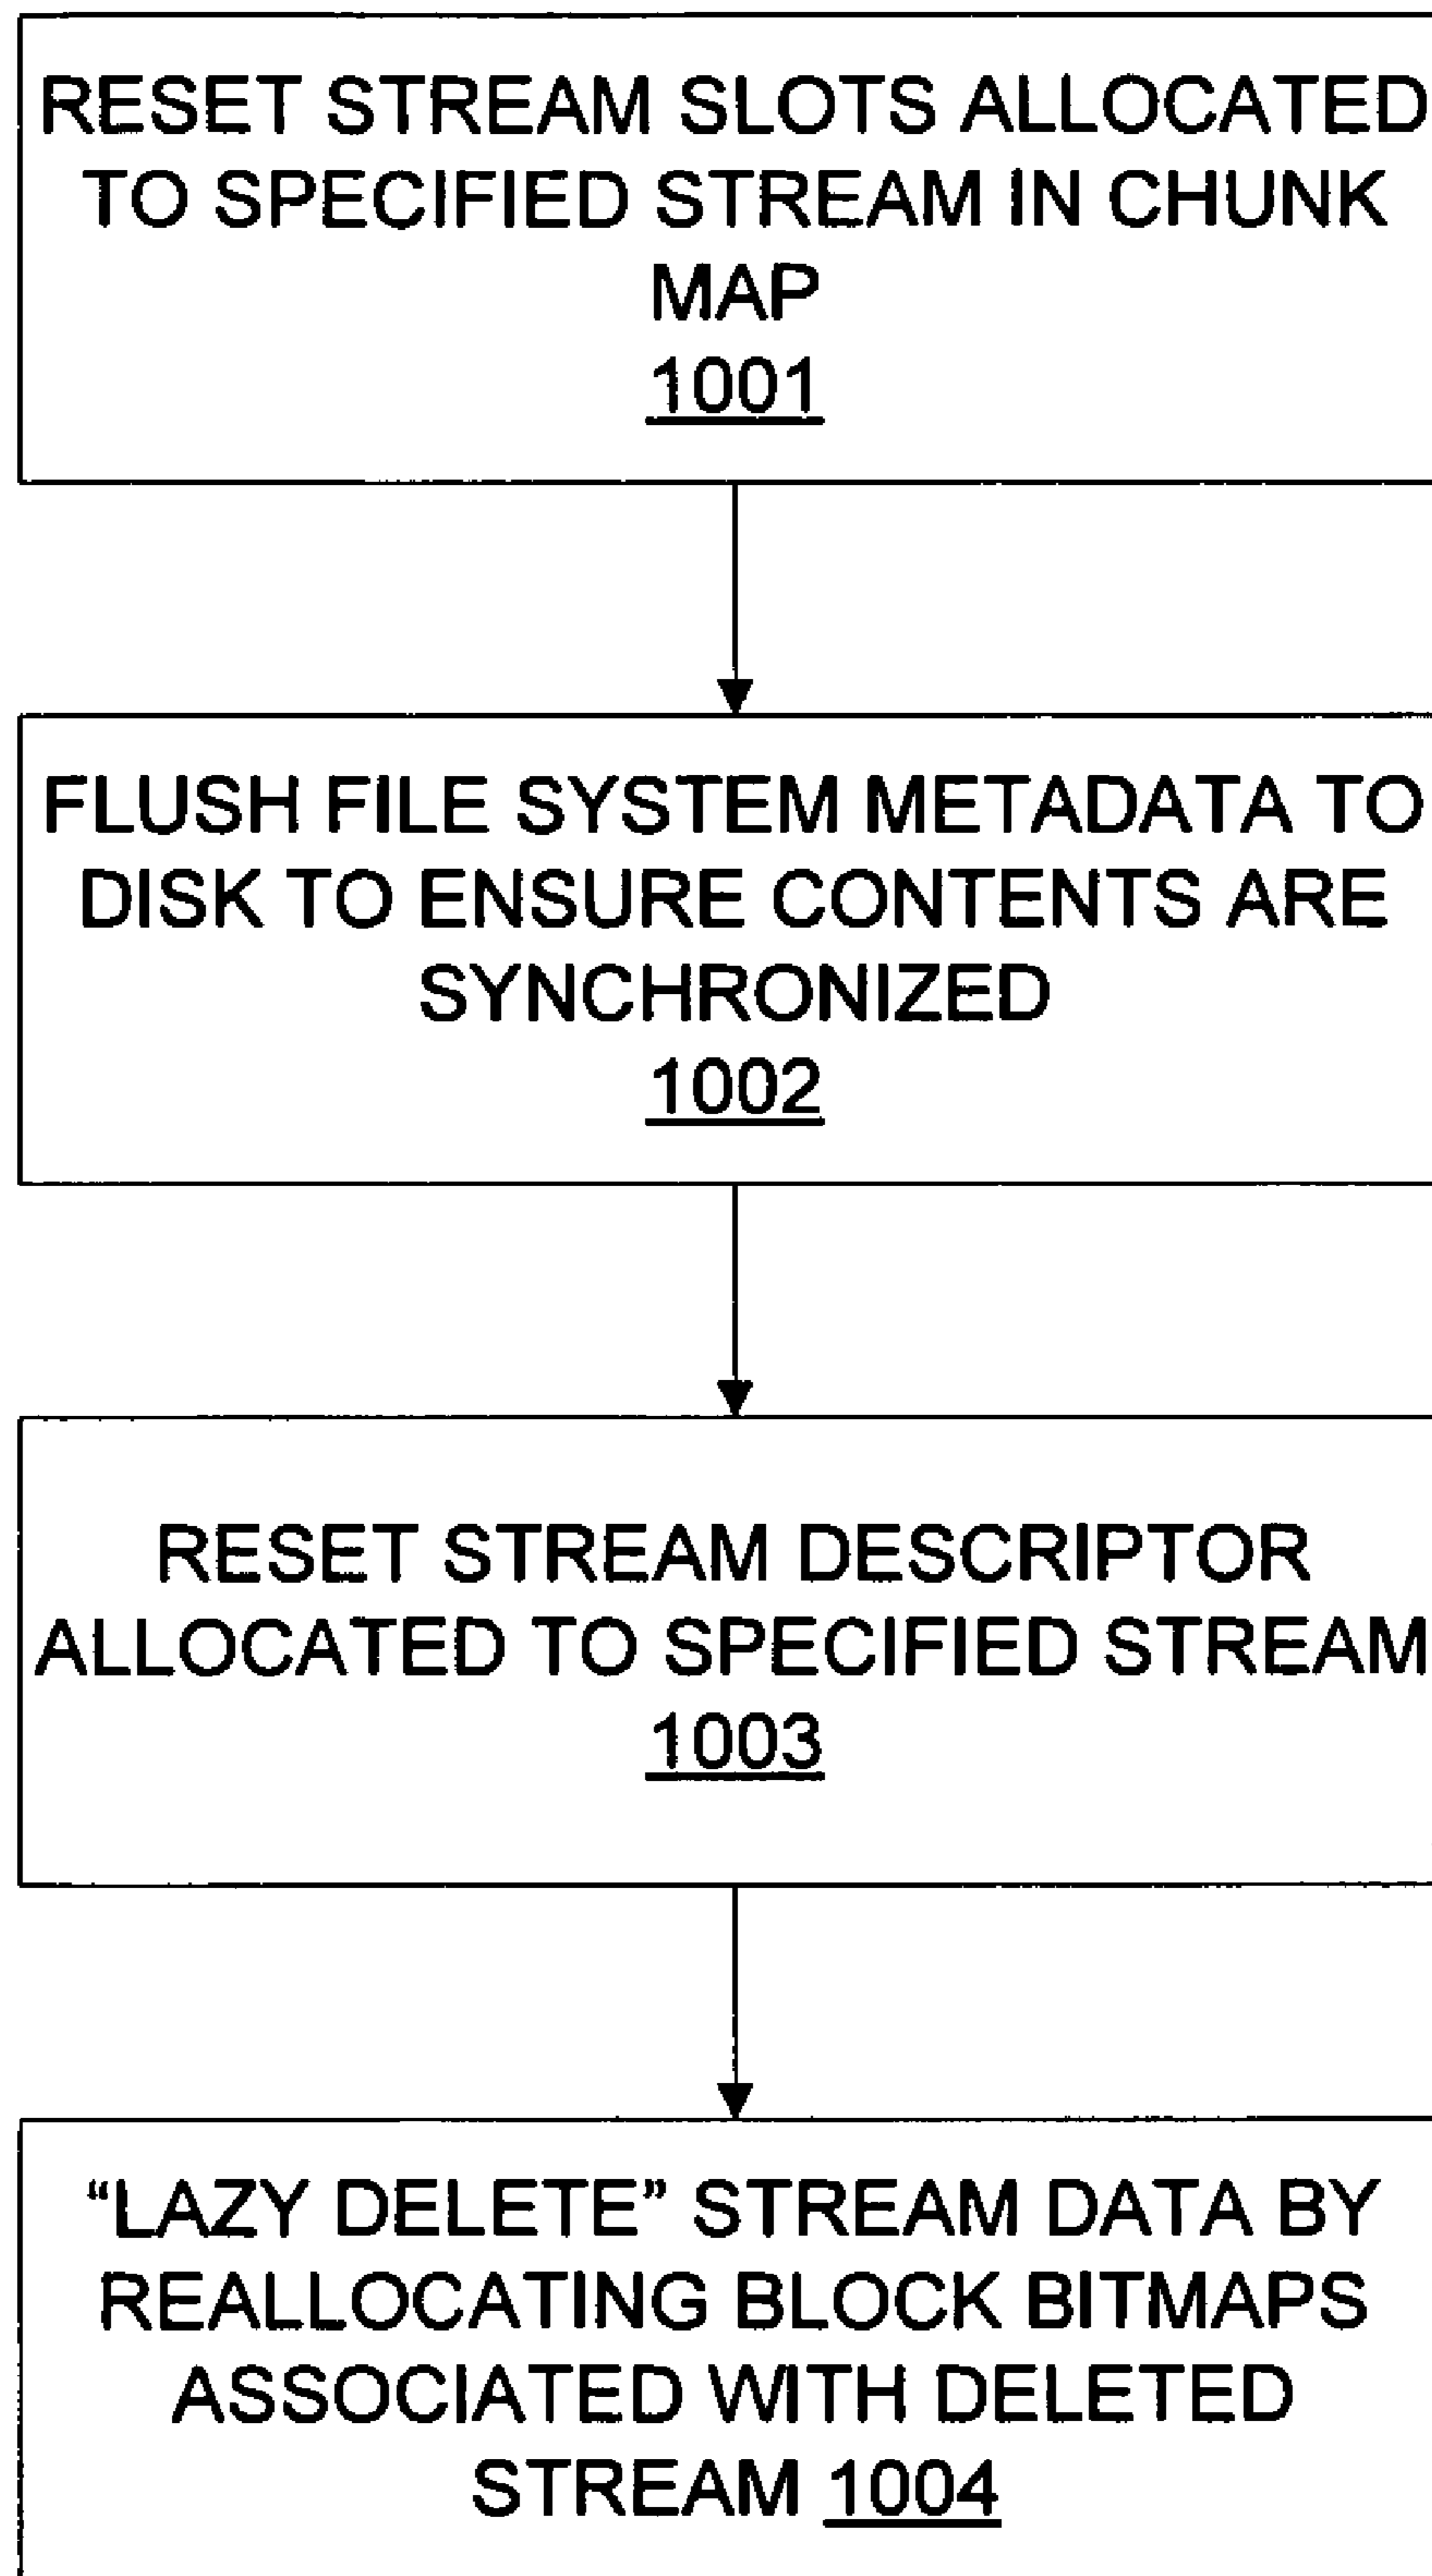 RESET STREAM SLOTS ALLOCATED
TO SPECIFIED STREAM IN CHUNK
MAP
1001
FLUSH FILE SYSTEM METADATA TO
DISK TO ENSURE CONTENTS ARE
SYNCHRONIZED
1002
RESET STREAM DESCRIPTOR
ALLOCATED TO SPECIFIED STREAM
1003
“LAZY DELETE” STREAM DATA BY
REALLOCATING BLOCK BITMAPS
ASSOCIATED WITH DELETED
STREAM 1004